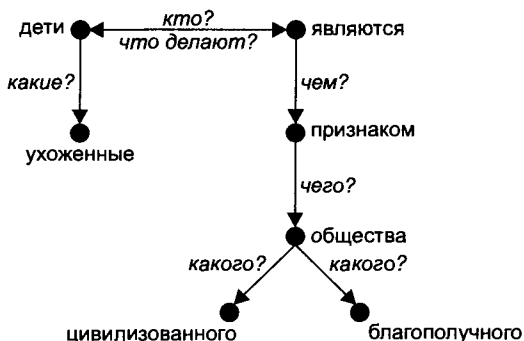 кто?
дети являются
что делают?
какие? чем?
признаком
ухоженные
чего?
общества
какого? какого?
цивилизованного благополучного